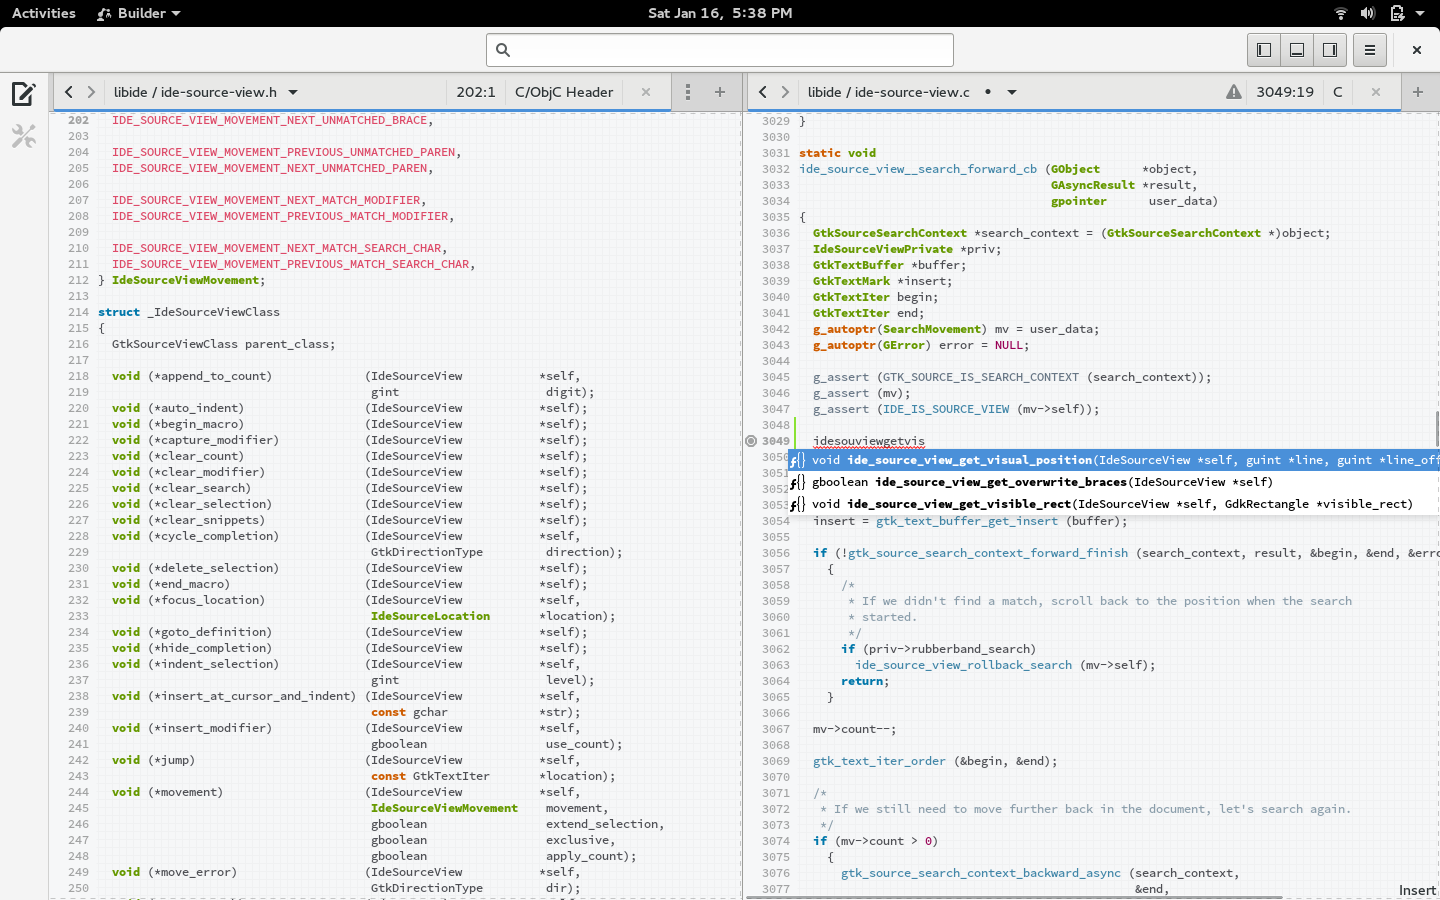 Activities Builder Sat Jan 16, 5:38 PM
libide / ide-source-view.h 202:1 C/ObjC Header
202 IDE_SOURCE_VIEW_MOVEMENT_NEXT_UNMATCHED_BRACE,
203
204 IDE_SOURCE_VIEW_MOVEMENT_PREVIOUS_UNMATCHED_PAREN,
205 IDE_SOURCE_VIEW_MOVEMENT_NEXT_UNMATCHED_PAREN,
206
207 IDE_SOURCE_VIEW_MOVEMENT_NEXT_MATCH_MODIFIER,
208 IDE_SOURCE_VIEW_MOVEMENT_PREVIOUS_MATCH_MODIFIER,
209
210 IDE_SOURCE_VIEW_MOVEMENT_NEXT_MATCH_SEARCH_CHAR,
211 IDE_SOURCE_VIEW_MOVEMENT_PREVIOUS_MATCH_SEARCH_CHAR,
212 } IdeSourceViewMovement;
213
214 struct _IdeSourceViewClass
215 {
216 GtkSourceViewClass parent_class;
217
218 void (*append_to_count) (IdeSourceView *self,
219 gint digit);
220 void (*auto_indent) (IdeSourceView *self);
221 void (*begin_macro) (IdeSourceView *self);
222 void (*capture_modifier) (IdeSourceView *self);
223 void (*clear_count) (IdeSourceView *self);
224 void (*clear_modifier) (IdeSourceView *self);
225 void (*clear_search) (IdeSourceView *self);
226 void (*clear_selection) (IdeSourceView *self);
227 void (*clear_snippets) (IdeSourceView *self);
228 void (*cycle_completion) (IdeSourceView *self,
229 GtkDirectionType direction);
230 void (*delete_selection) (IdeSourceView *self);
231 void (*end_macro) (IdeSourceView *self);
232 void (*focus_location) (IdeSourceView *self,
233 IdeSourceLocation *location);
234 void (*goto_definition) (IdeSourceView *self);
235 void (*hide_completion) (IdeSourceView *self);
236 void (*indent_selection) (IdeSourceView *self,
237 gint level);
238 void (*insert_at_cursor_and_indent) (IdeSourceView *self,
239 const gchar *str);
240 void (*insert_modifier) (IdeSourceView *self,
241 gboolean use_count);
242 void (*jump) (IdeSourceView *self,
243 const GtkTextIter *location);
244 void (*movement) (IdeSourceView *self,
245 IdeSourceViewMovement movement,
246 gboolean extend_selection,
247 gboolean exclusive,
248 gboolean apply_count);
249 void (*move_error) (IdeSourceView *self,
250 GtkDirectionType dir);
libide / ide-source-view.c • 3049:19 C
3029 }
3030
3031 static void
3032 ide_source_view__search_forward_cb (GObject *object,
3033 GAsyncResult *result,
3034 gpointer user_data)
3035 {
3036 GtkSourceSearchContext *search_context = (GtkSourceSearchContext *)object;
3037 IdeSourceViewPrivate *priv;
3038 GtkTextBuffer *buffer;
3039 GtkTextMark *insert;
3040 GtkTextIter begin;
3041 GtkTextIter end;
3042 g_autoptr(SearchMovement) mv = user_data;
3043 g_autoptr(GError) error = NULL;
3044
3045 g_assert (GTK_SOURCE_IS_SEARCH_CONTEXT (search_context));
3046 g_assert (mv);
3047 g_assert (IDE_IS_SOURCE_VIEW (mv->self));
3048
3049 idesouviewgetvis
void ide_source_view_get_visual_position(IdeSourceView *self, guint *line, guint *line_off
gboolean ide_source_view_get_overwrite_braces(IdeSourceView *self)
void ide_source_view_get_visible_rect(IdeSourceView *self, GdkRectangle *visible_rect)
3054 insert = gtk_text_buffer_get_insert (buffer);
3055
3056 if (!gtk_source_search_context_forward_finish (search_context, result, &begin, &end, &erro
3057 {
3058 /*
3059 * If we didn't find a match, scroll back to the position when the search
3060 * started.
3061 */
3062 if (priv->rubberband_search)
3063 ide_source_view_rollback_search (mv->self);
3064 return;
3065 }
3066
3067 mv->count--;
3068
3069 gtk_text_iter_order (&begin, &end);
3070
3071 /*
3072 * If we still need to move further back in the document, let's search again.
3073 */
3074 if (mv->count > 0)
3075 {
3076 gtk_source_search_context_backward_async (search_context,
3077 &end,
Insert